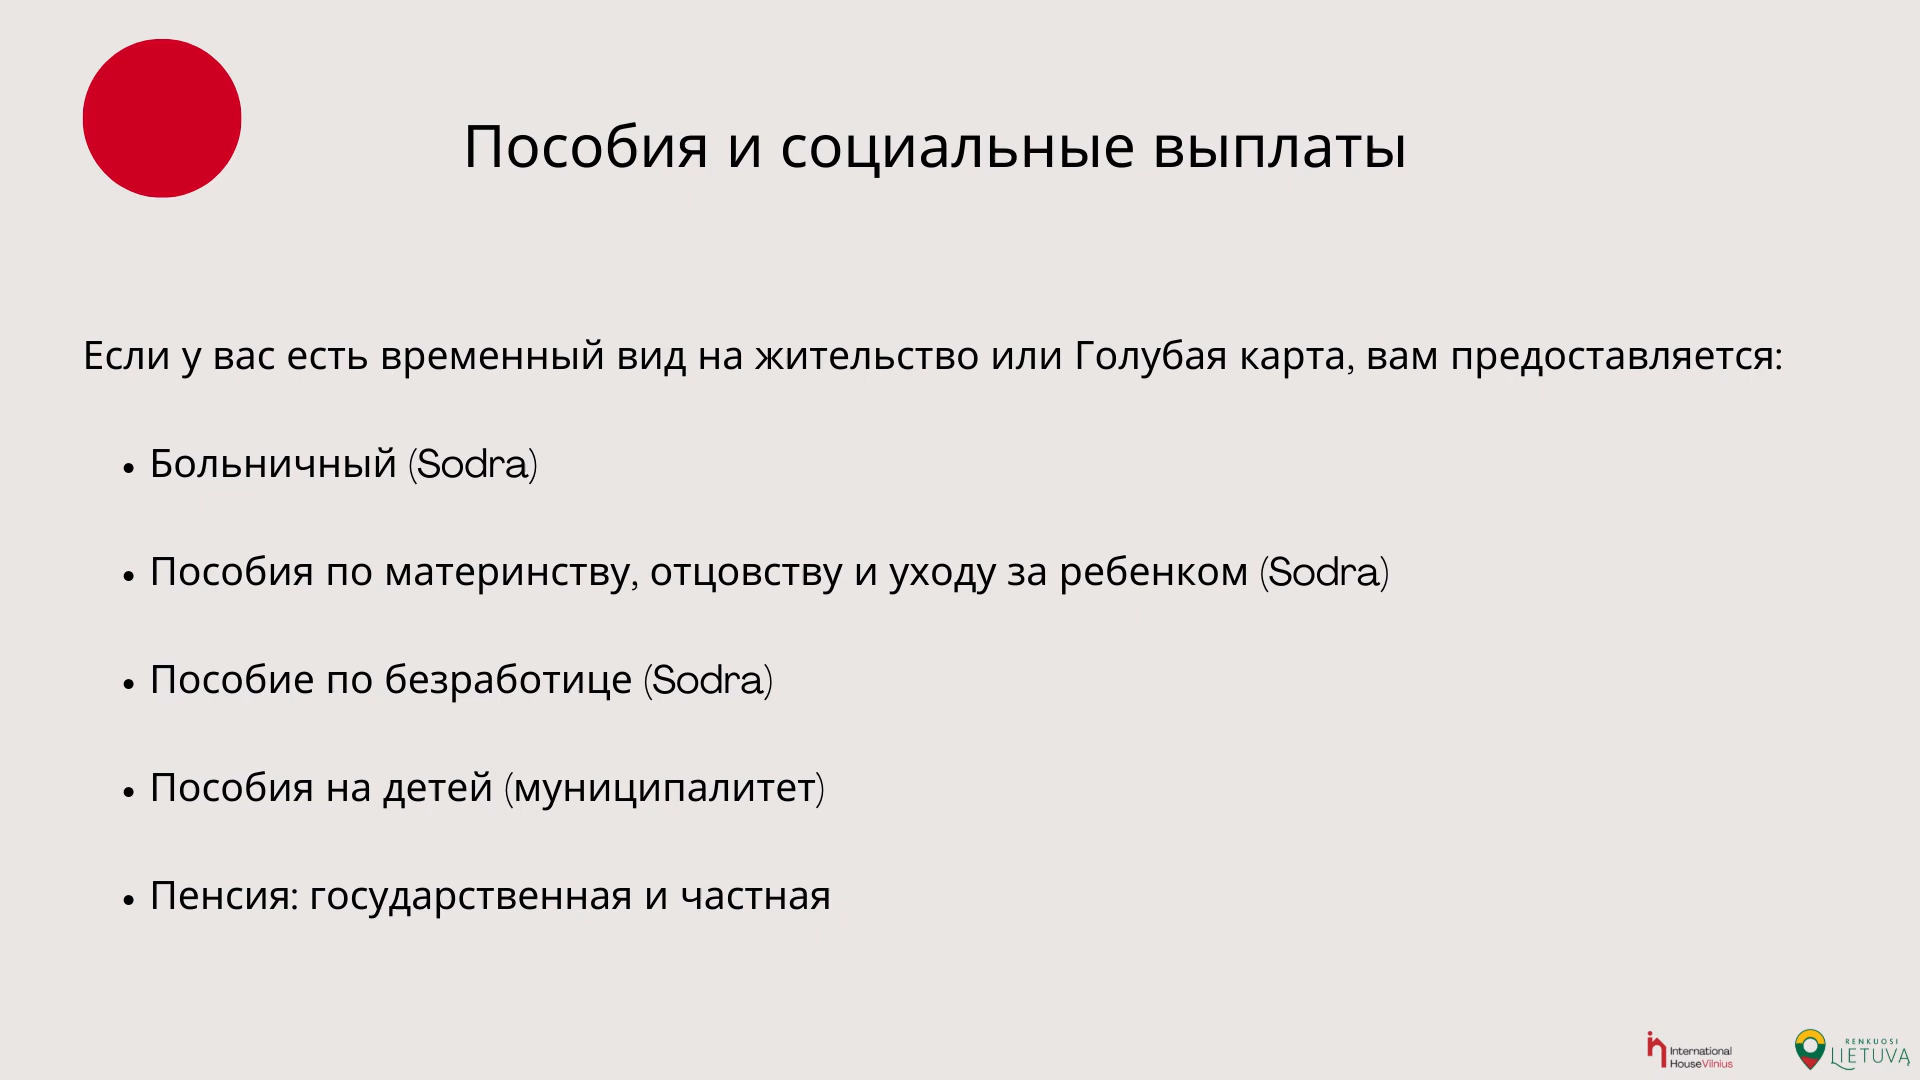 Пособия и социальные выплаты
Если у вас есть временный вид на жительство или Голубая карта, вам предоставляется:
• Больничный (Sodra)
• Пособия по материнству, отцовству и уходу за ребенком (Sodra)
• Пособие по безработице (Sodra)
• Пособия на детей (муниципалитет)
• Пенсия: государственная и частная
International
HouseVilnius
RENKUOSI
LIETUVĄ